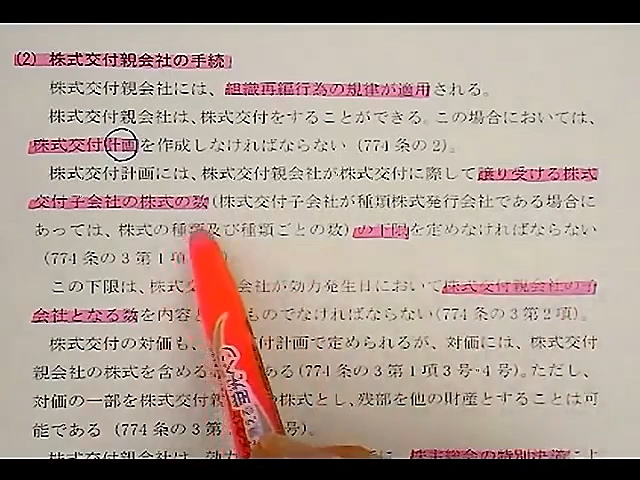 (2) 株式交付親会社の手続
株式交付親会社には、組織再編行為の規律が適用される。
株式交付親会社は、株式交付をすることができる。この場合においては、
株式交付計画を作成しなければならない (774 条の 2)。
株式交付計画には、株式交付親会社が株式交付に際して譲り受ける株式
交付子会社の株式の数 (株式交付子会社が種類株式発行会社である場合に
あっては、株式の種類及び種類ごとの数) の下限を定めなければならない
(774 条の 3 第 1 項
この下限は、株式交 会社が効力発生日において株式交付親会社の子
会社となる数を内容と ものでなければならない (774 条の 3 第 2 項)。
株式交付の対価も、 付計画で定められるが、対価には、株式交付
親会社の株式を含める ある (774 条の 3 第 1 項 3 号・4 号)。ただし、
対価の一部を株式交付親 株式とし、残部を他の財産とすることは可
能である (774 条の 3 第 号)。
株式交付親会社は、効力 に、株主総会の特別決議によ